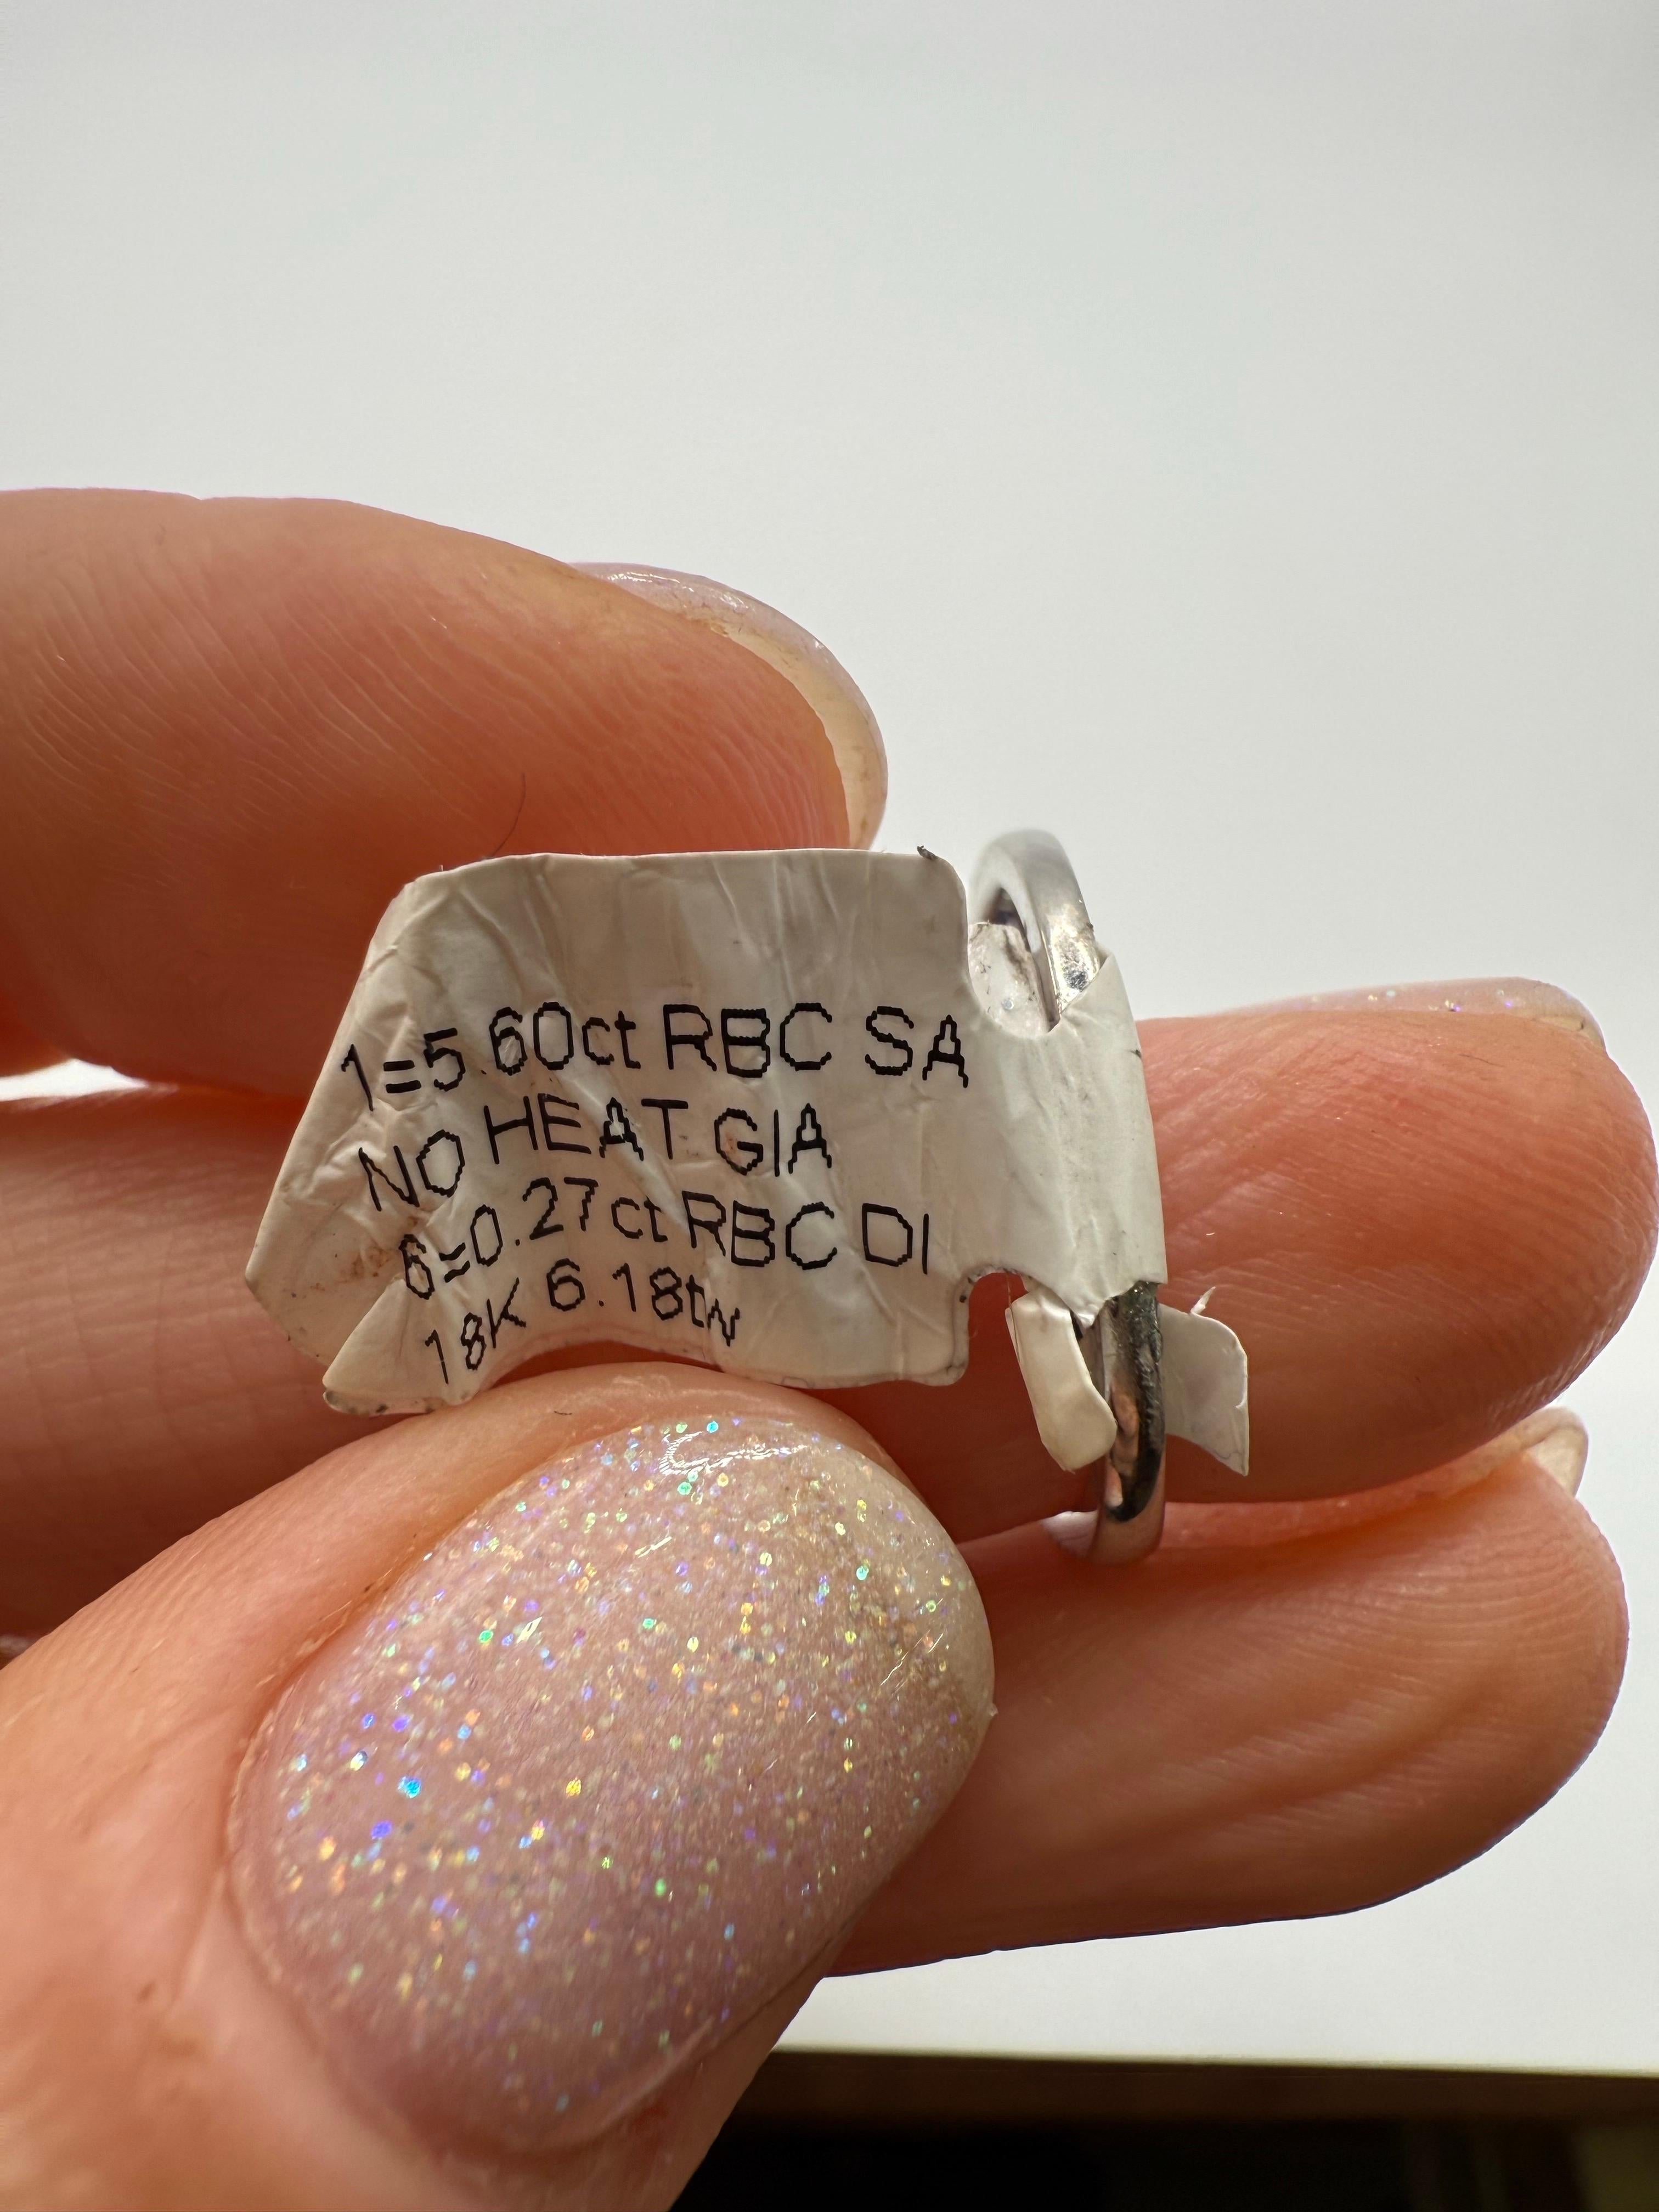 1=5.60ct RBC SA
NO HEAT GIA
6=0.27ct RBC DI
18K 6.18tw